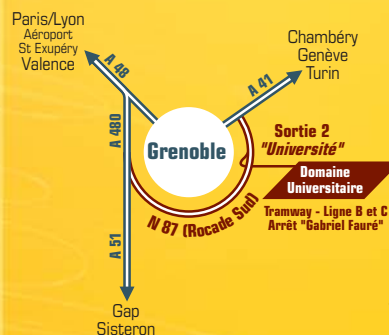 Paris/Lyon
Aéroport
St Exupéry
Valence
A 48
Chambéry
Genève
Turin
A 41
A 480
Grenoble
Sortie 2
"Université"
Domaine
Universitaire
Tramway - Ligne B et C
Arrêt "Gabriel Fauré"
N 87 (Rocade Sud)
A 51
Gap
Sisteron